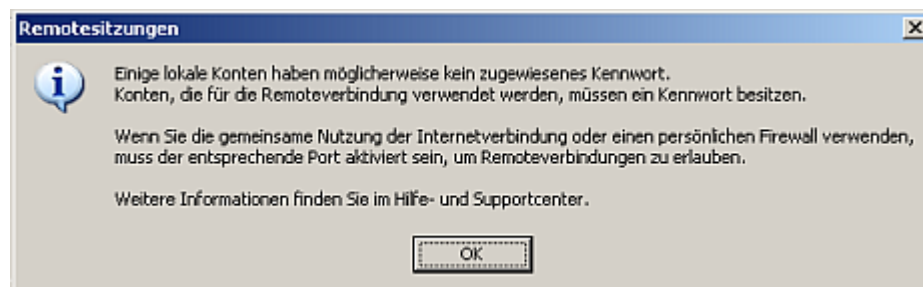 Remotesitzungen
Einige lokale Konten haben möglicherweise kein zugewiesenes Kennwort.
Konten, die für die Remoteverbindung verwendet werden, müssen ein Kennwort besitzen.
Wenn Sie die gemeinsame Nutzung der Internetverbindung oder einen persönlichen Firewall verwenden,
muss der entsprechende Port aktiviert sein, um Remoteverbindungen zu erlauben.
Weitere Informationen finden Sie im Hilfe- und Supportcenter.
OK